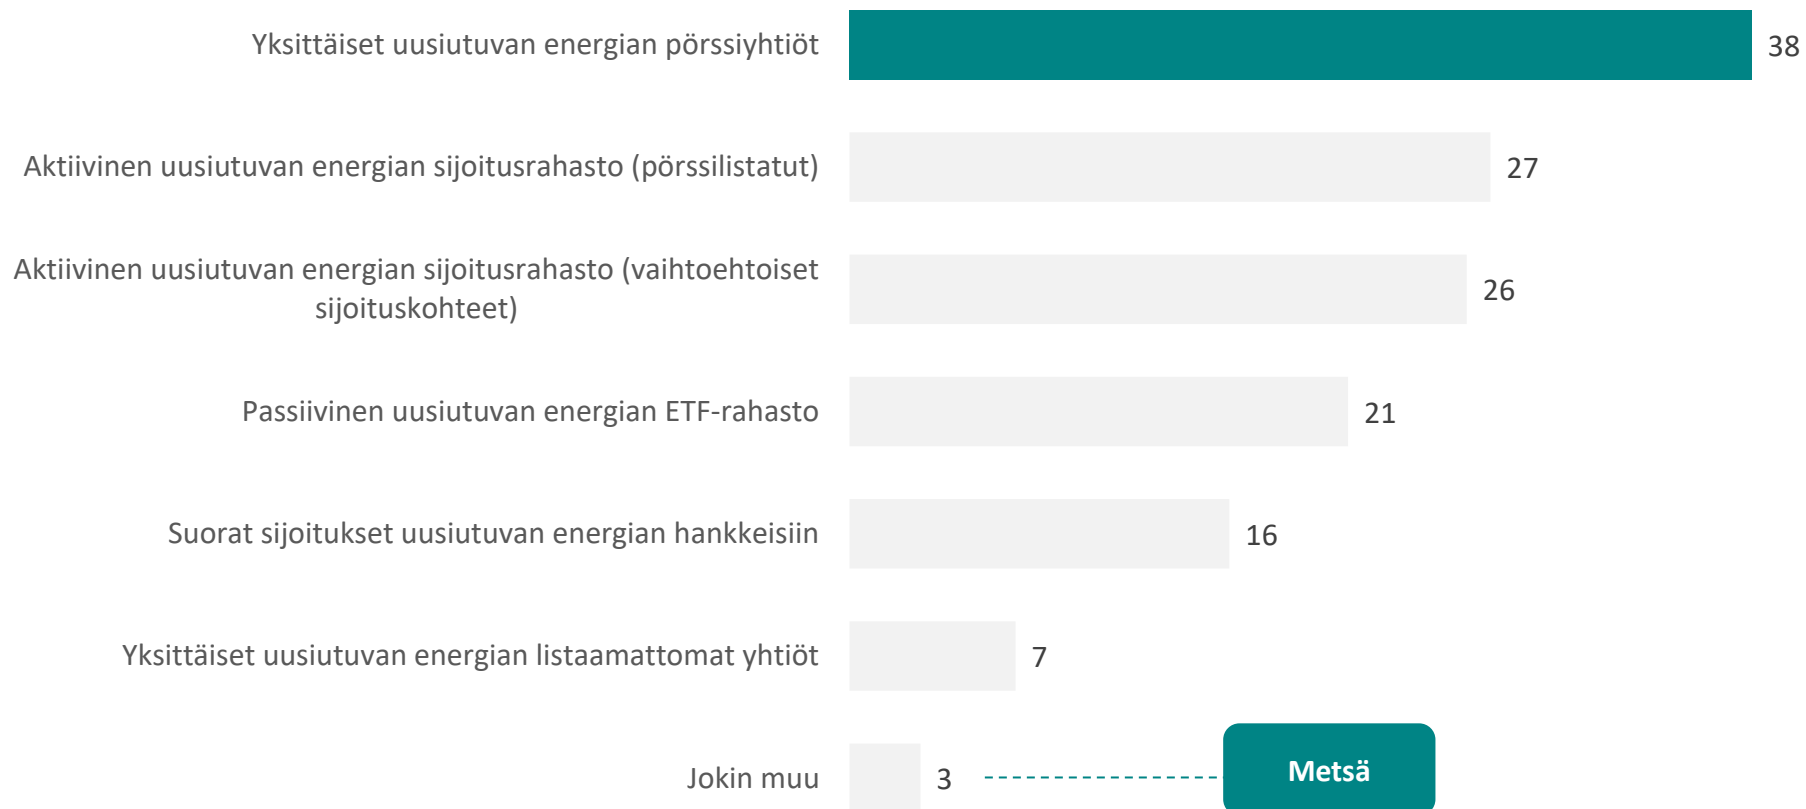 Yksittäiset uusiutuvan energian pörssiyhtiöt
38
Aktiivinen uusiutuvan energian sijoitusrahasto (pörssilistatut)
27
Aktiivinen uusiutuvan energian sijoitusrahasto (vaihtoehtoiset
sijoituskohteet)
26
Passiivinen uusiutuvan energian ETF-rahasto
21
Suorat sijoitukset uusiutuvan energian hankkeisiin
16
Yksittäiset uusiutuvan energian listaamattomat yhtiöt
7
Jokin muu
3
Metsä